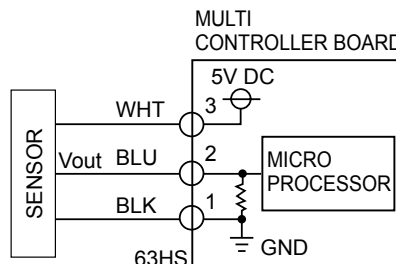 MULTI
CONTROLLER BOARD
5V DC
WHT 3
Vout BLU 2
MICRO
PROCESSOR
BLK 1
GND
63HS
SENSOR